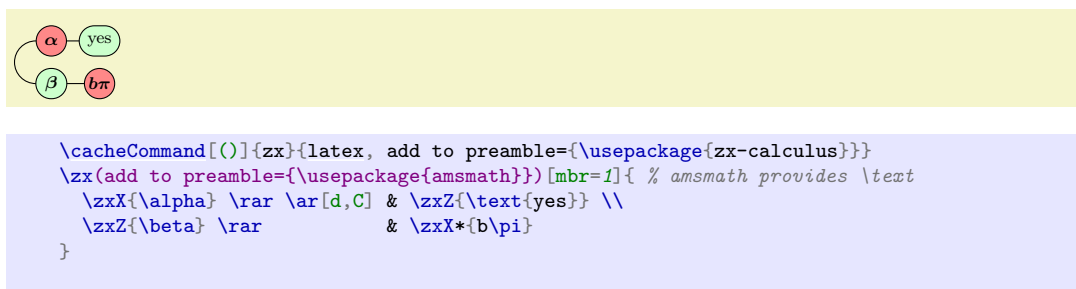 α yes
β bπ
\cacheCommand[()]{zx}{latex, add to preamble={\usepackage{zx-calculus}}}
\zx(add to preamble={\usepackage{amsmath}})[mbr=1]{ % amsmath provides \text
  \zxX{\alpha} \rar \ar[d,C] & \zxZ{\text{yes}} \\
  \zxZ{\beta} \rar           & \zxX*{b\pi}
}